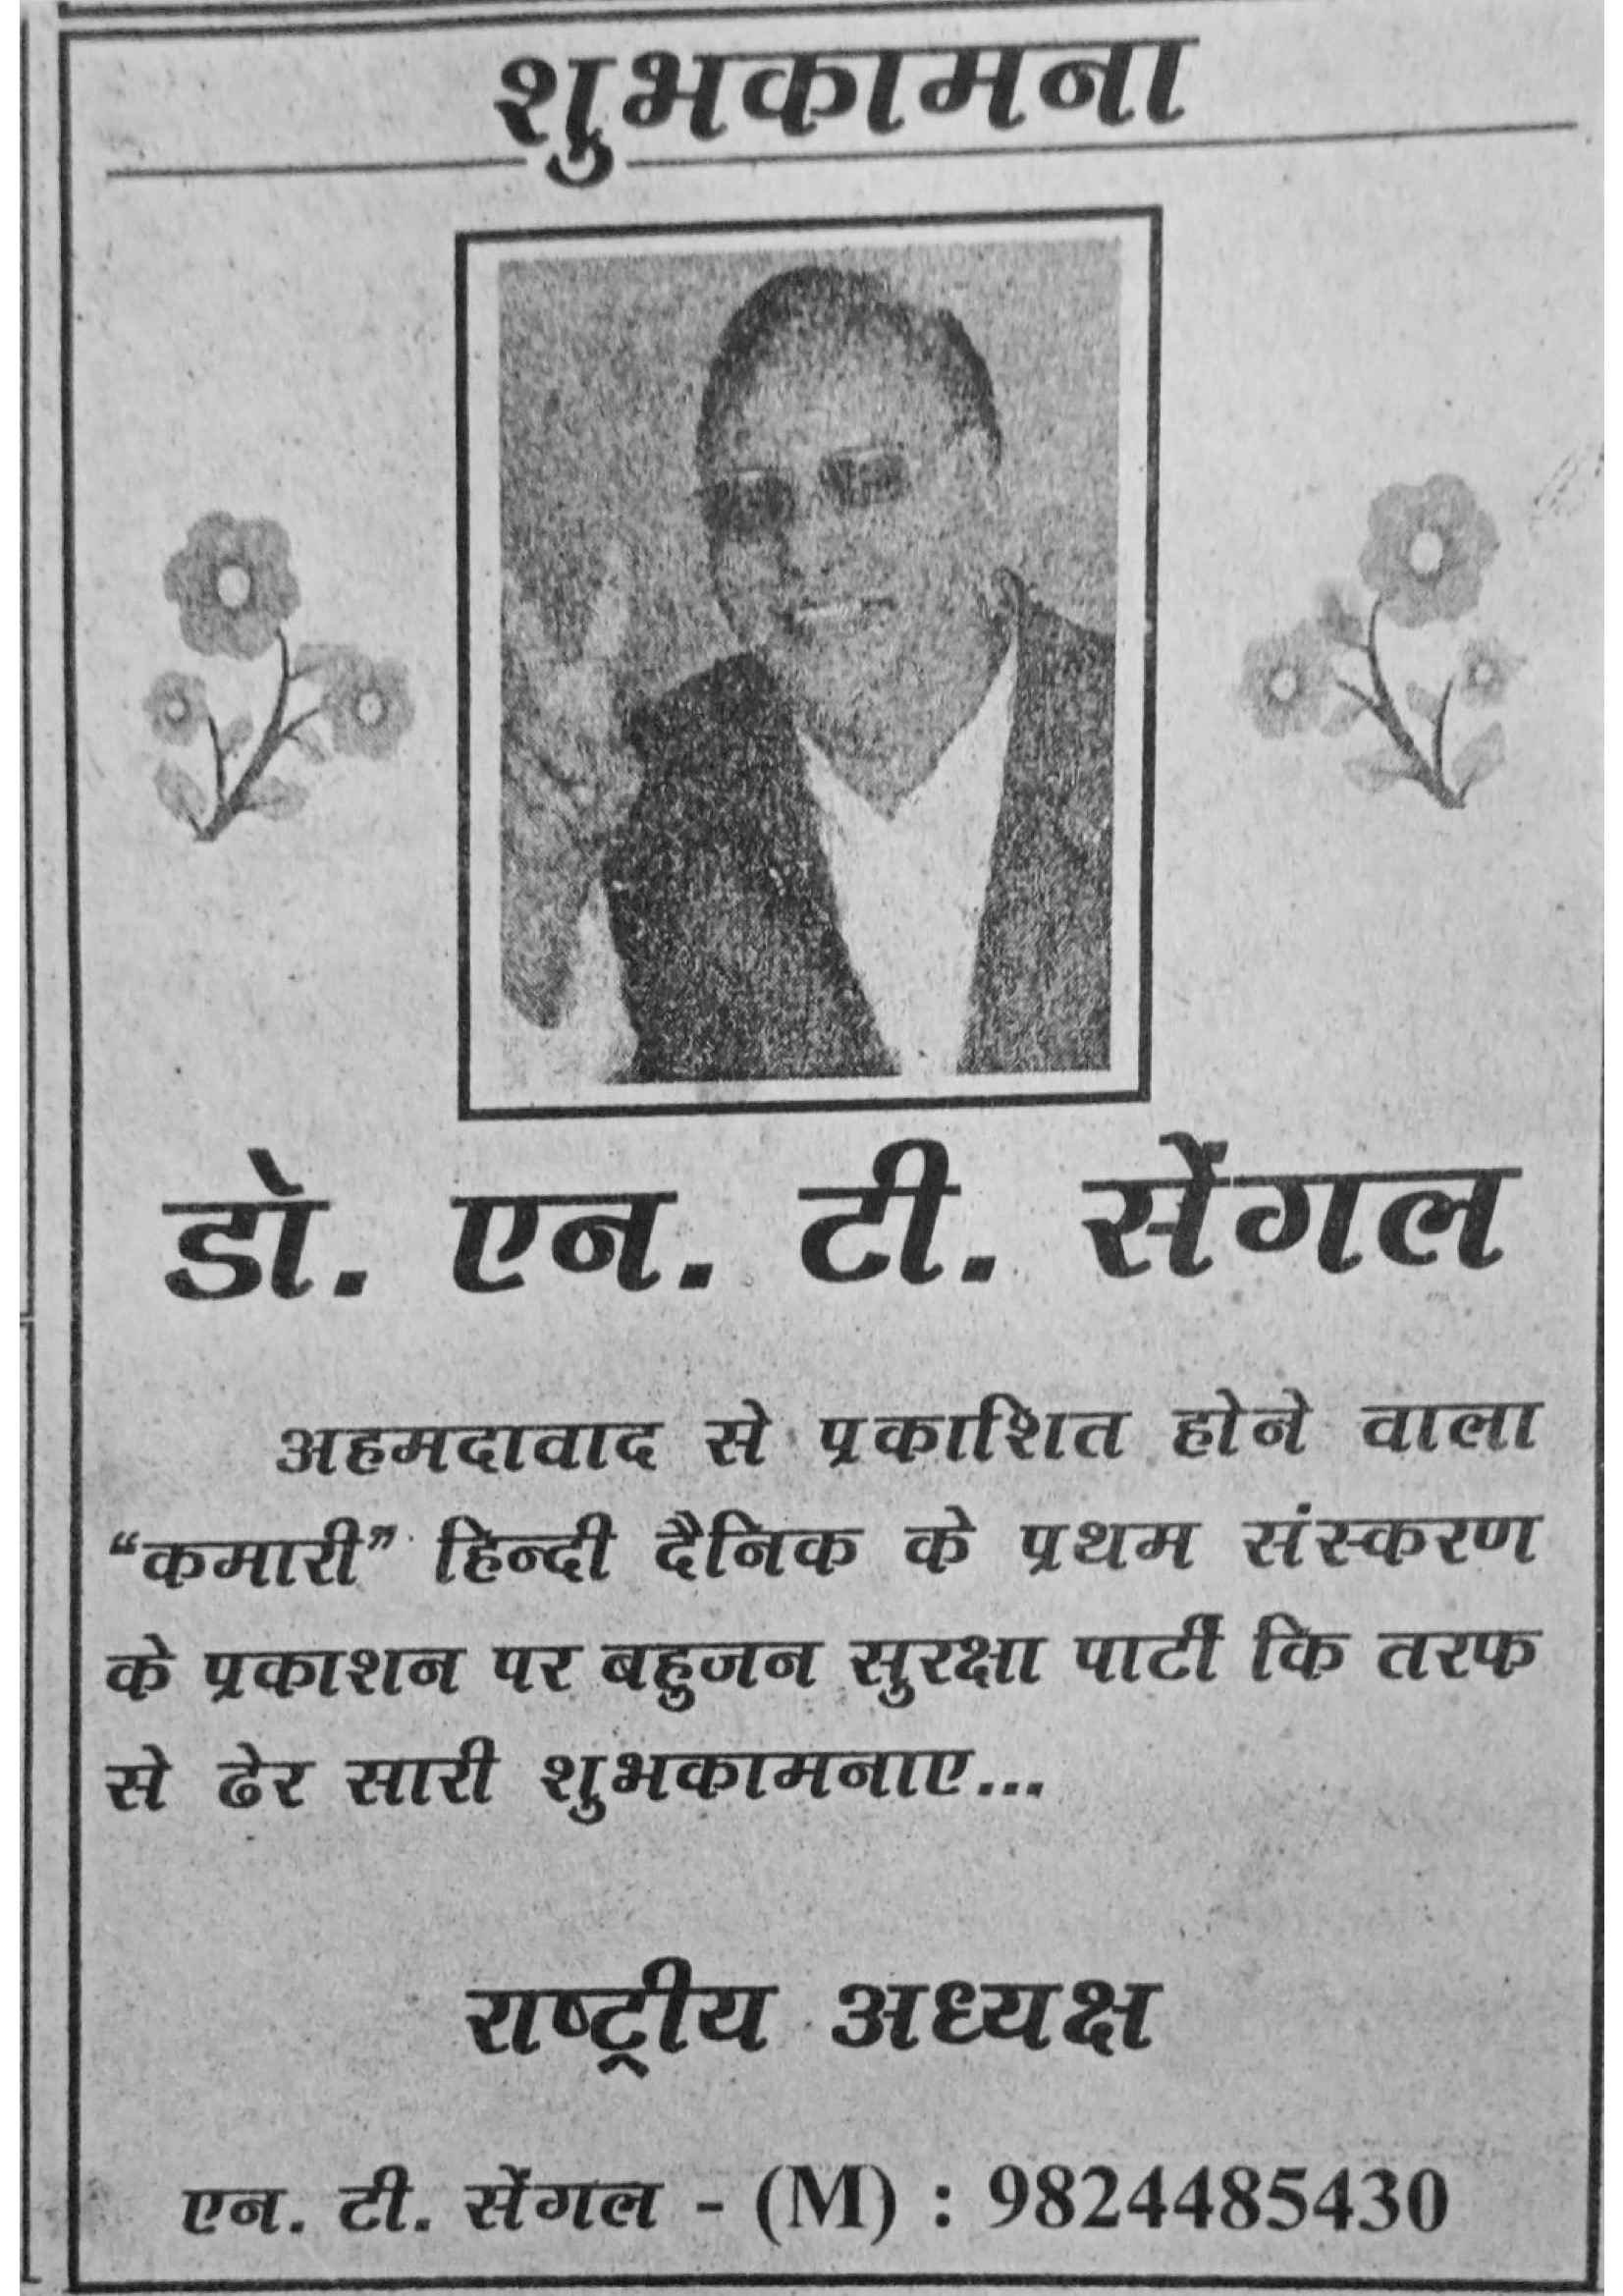 शुभकामना
डो. एन. टी. सेंगल
अहमदावाद से प्रकाशित होने वाला
“कमारी” हिन्दी दैनिक के प्रथम संस्करण
के प्रकाशन पर बहुजन सुरक्षा पार्टी कि तरफ
से ढेर सारी शुभकामनाए...
राष्ट्रीय अध्यक्ष
एन. टी. सेंगल - (M) : 9824485430